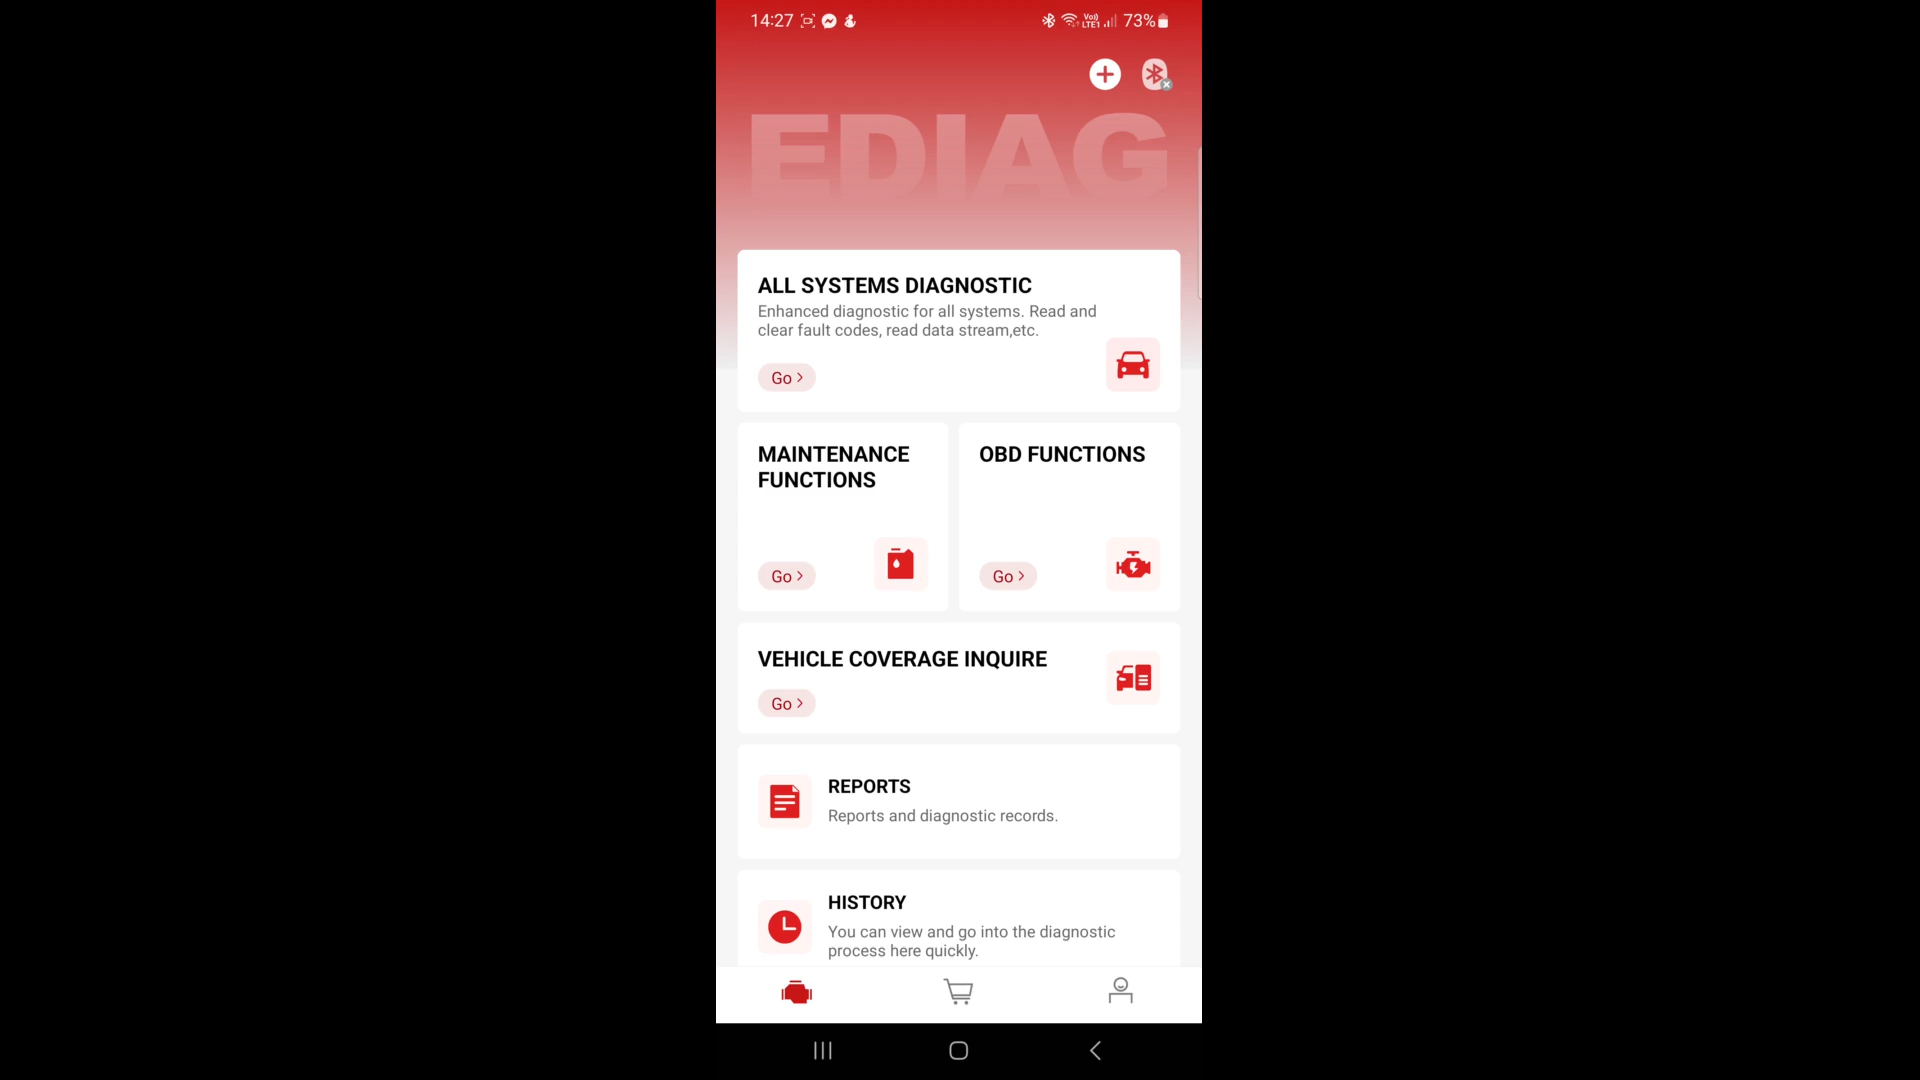 14:27 Vo) LTE1 73%
EDIAG
ALL SYSTEMS DIAGNOSTIC
Enhanced diagnostic for all systems. Read and
clear fault codes, read data stream,etc.
Go
MAINTENANCE
FUNCTIONS
Go
OBD FUNCTIONS
Go
VEHICLE COVERAGE INQUIRE
Go
REPORTS
Reports and diagnostic records.
HISTORY
You can view and go into the diagnostic
process here quickly.